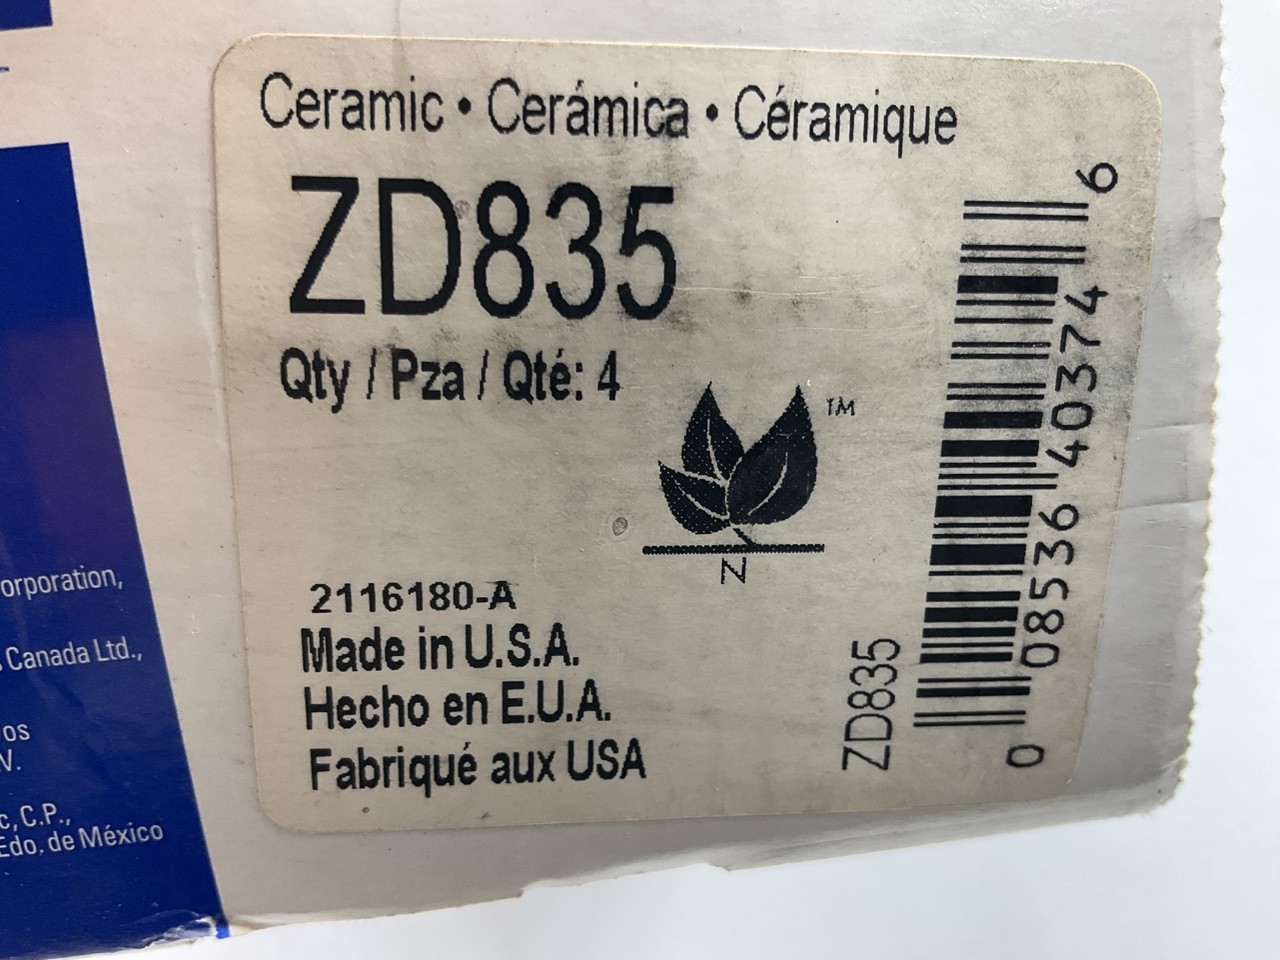 Ceramic • Cerámica • Céramique
ZD835
Qty / Pza / Qté: 4
TM
N
2116180-A
Made in U.S.A.
Hecho en E.U.A.
Fabriqué aux USA
ZD835
0 08536 40374 6
orporation,
Canada Ltd.,
os
V.
c, C.P.,
Edo. de México